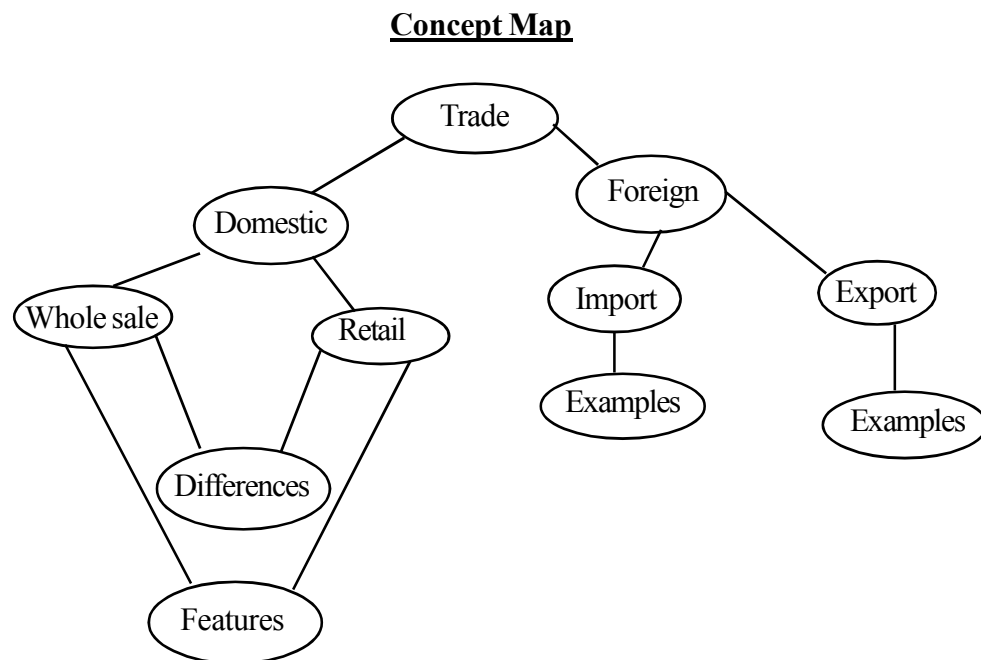 Concept Map
Trade
Domestic
Foreign
Whole sale
Retail
Import
Export
Examples
Examples
Differences
Features